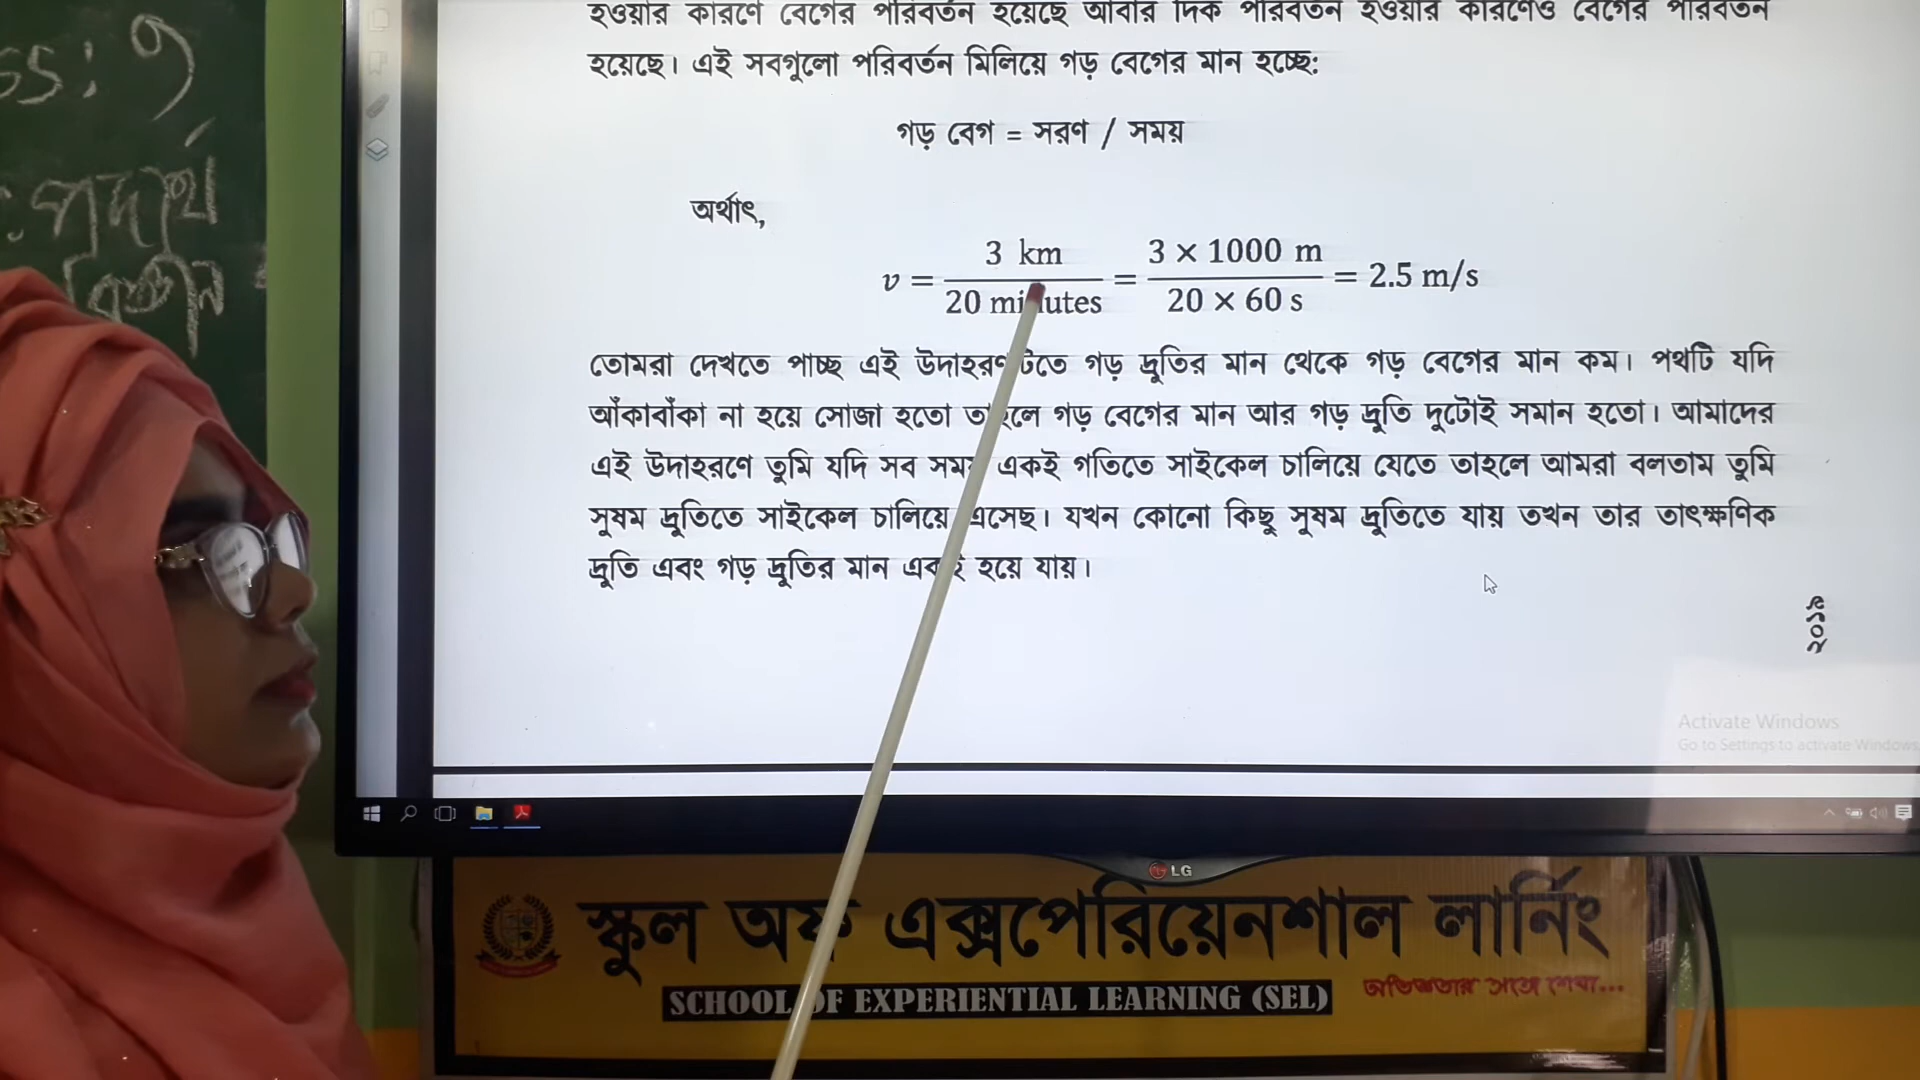 ss: ৭
: পদার্থ
বিজ্ঞান
হওয়ার কারণে বেগের পরিবর্তন হয়েছে আবার দিক পরিবর্তন হওয়ার কারণেও বেগের পরিবর্তন
হয়েছে। এই সবগুলো পরিবর্তন মিলিয়ে গড় বেগের মান হচ্ছে:
গড় বেগ = সরণ / সময়
অর্থাৎ,
v = 3 km / 20 minutes = 3 × 1000 m / 20 × 60 s = 2.5 m/s
তোমরা দেখতে পাচ্ছ এই উদাহরণটিতে গড় দ্রুতির মান থেকে গড় বেগের মান কম। পথটি যদি
আঁকাবাঁকা না হয়ে সোজা হতো তাহলে গড় বেগের মান আর গড় দ্রুতি দুটোই সমান হতো। আমাদের
এই উদাহরণে তুমি যদি সব সময় একই গতিতে সাইকেল চালিয়ে যেতে তাহলে আমরা বলতাম তুমি
সুষম দ্রুতিতে সাইকেল চালিয়ে এসেছ। যখন কোনো কিছু সুষম দ্রুতিতে যায় তখন তার তাৎক্ষণিক
দ্রুতি এবং গড় দ্রুতির মান একই হয়ে যায়।
Activate Windows
Go to Settings to activate Windows.
LG
স্কুল অফ এক্সপেরিয়েনশাল লার্নিং
SCHOOL OF EXPERIENTIAL LEARNING (SEL)
অভিজ্ঞতার সাথে শেখা...